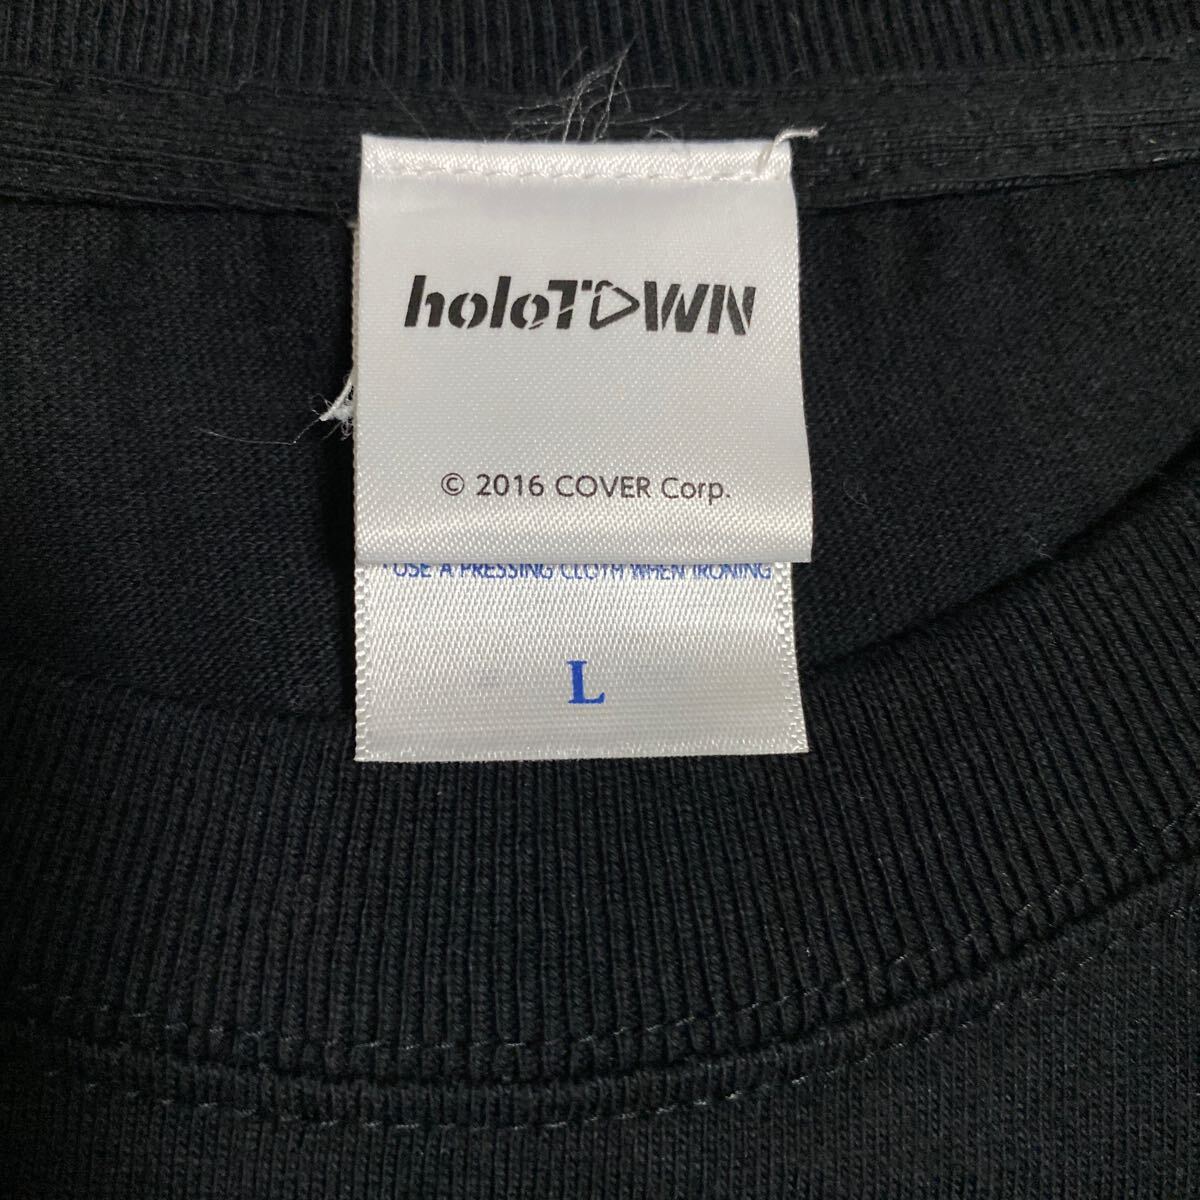 holoTOWN
© 2016 COVER Corp.
USE A PRESSING CLOTH WHEN IRONING
L